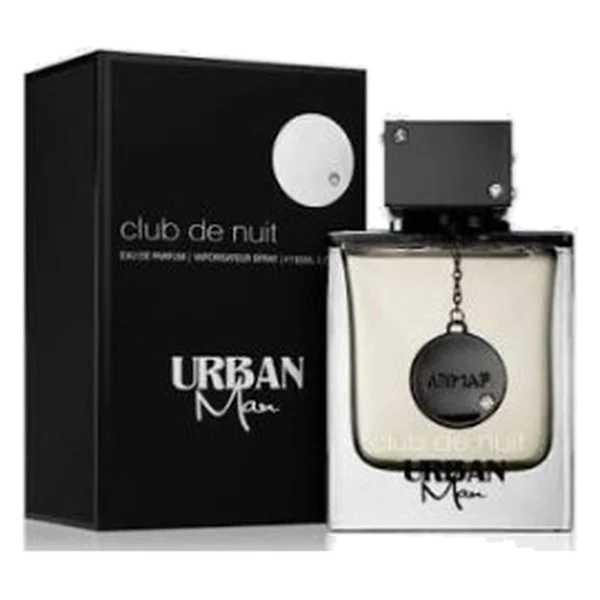 club de nuit
EAU DE PARFUM | VAPORISATEUR SPRAY |
URBAN
Man
ARMAF
club de nuit
URBAN
Man